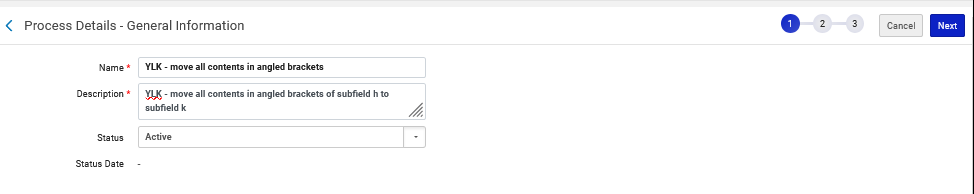 Process Details - General Information
1 2 3
Cancel
Next
Name * YLK - move all contents in angled brackets
Description * YLK - move all contents in angled brackets of subfield h to
subfield k
Status Active
Status Date -